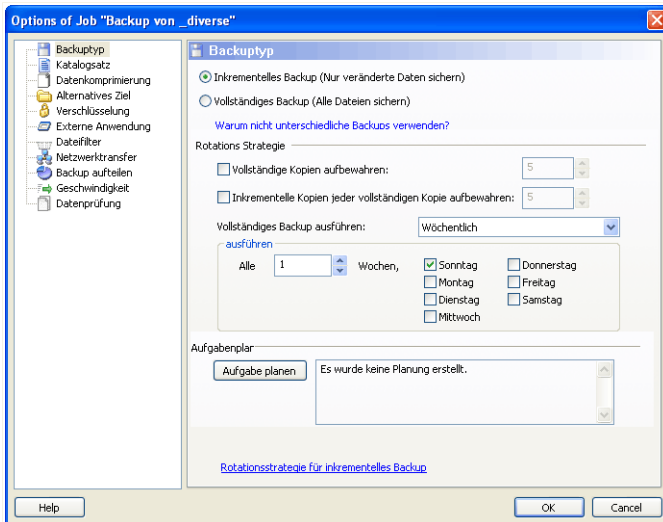 Options of Job "Backup von _diverse"
Backuptyp
Katalogsatz
Datenkomprimierung
Alternatives Ziel
Verschlüsselung
Externe Anwendung
Dateifilter
Netzwerktransfer
Backup aufteilen
Geschwindigkeit
Datenprüfung
Backuptyp
Inkrementelles Backup (Nur veränderte Daten sichern)
Vollständiges Backup (Alle Dateien sichern)
Warum nicht unterschiedliche Backups verwenden?
Rotations Strategie
Vollständige Kopien aufbewahren: 5
Inkrementelle Kopien jeder vollständigen Kopie aufbewahren: 5
Vollständiges Backup ausführen: Wöchentlich
ausführen
Alle 1 Wochen, Sonntag Donnerstag
Montag Freitag
Dienstag Samstag
Mittwoch
Aufgabenplan
Aufgabe planen Es wurde keine Planung erstellt.
Rotationsstrategie für inkrementelles Backup
Help OK Cancel